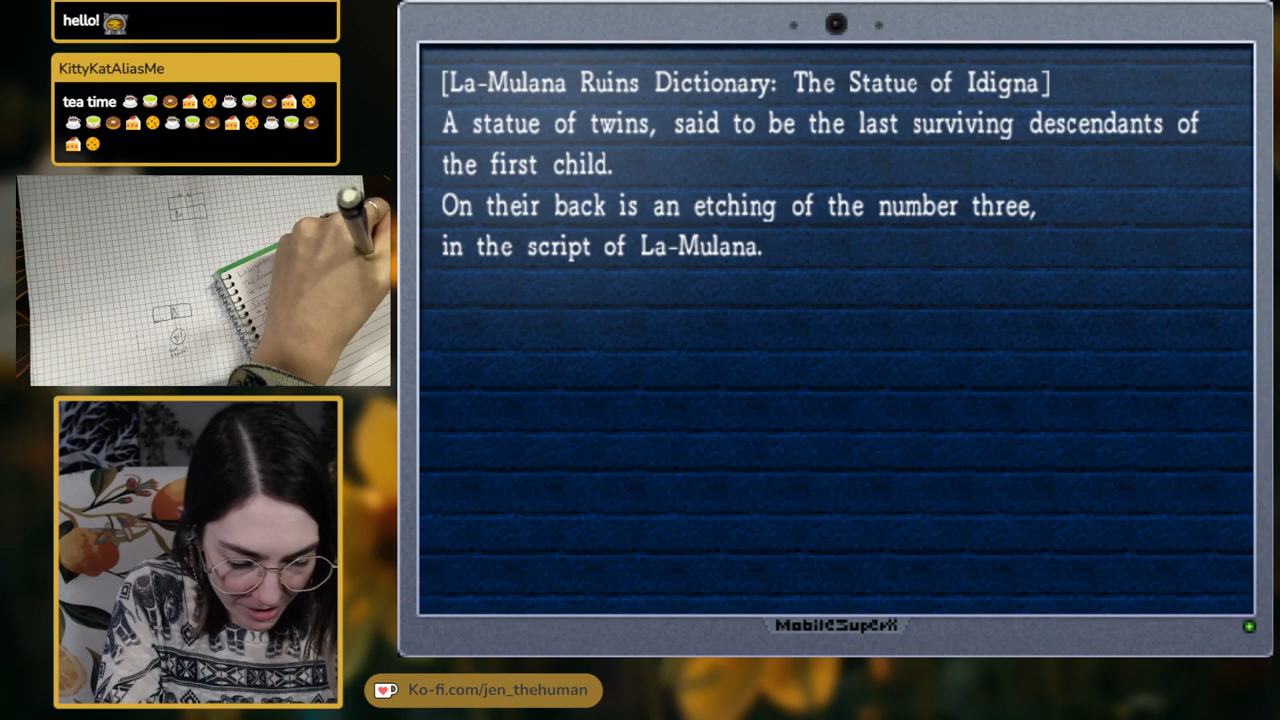 hello!
KittyKatAliasMe
tea time
[La-Mulana Ruins Dictionary: The Statue of Idigna]
A statue of twins, said to be the last surviving descendants of
the first child.
On their back is an etching of the number three,
in the script of La-Mulana.
MobileSuperX
Ko-fi.com/jen_thehuman